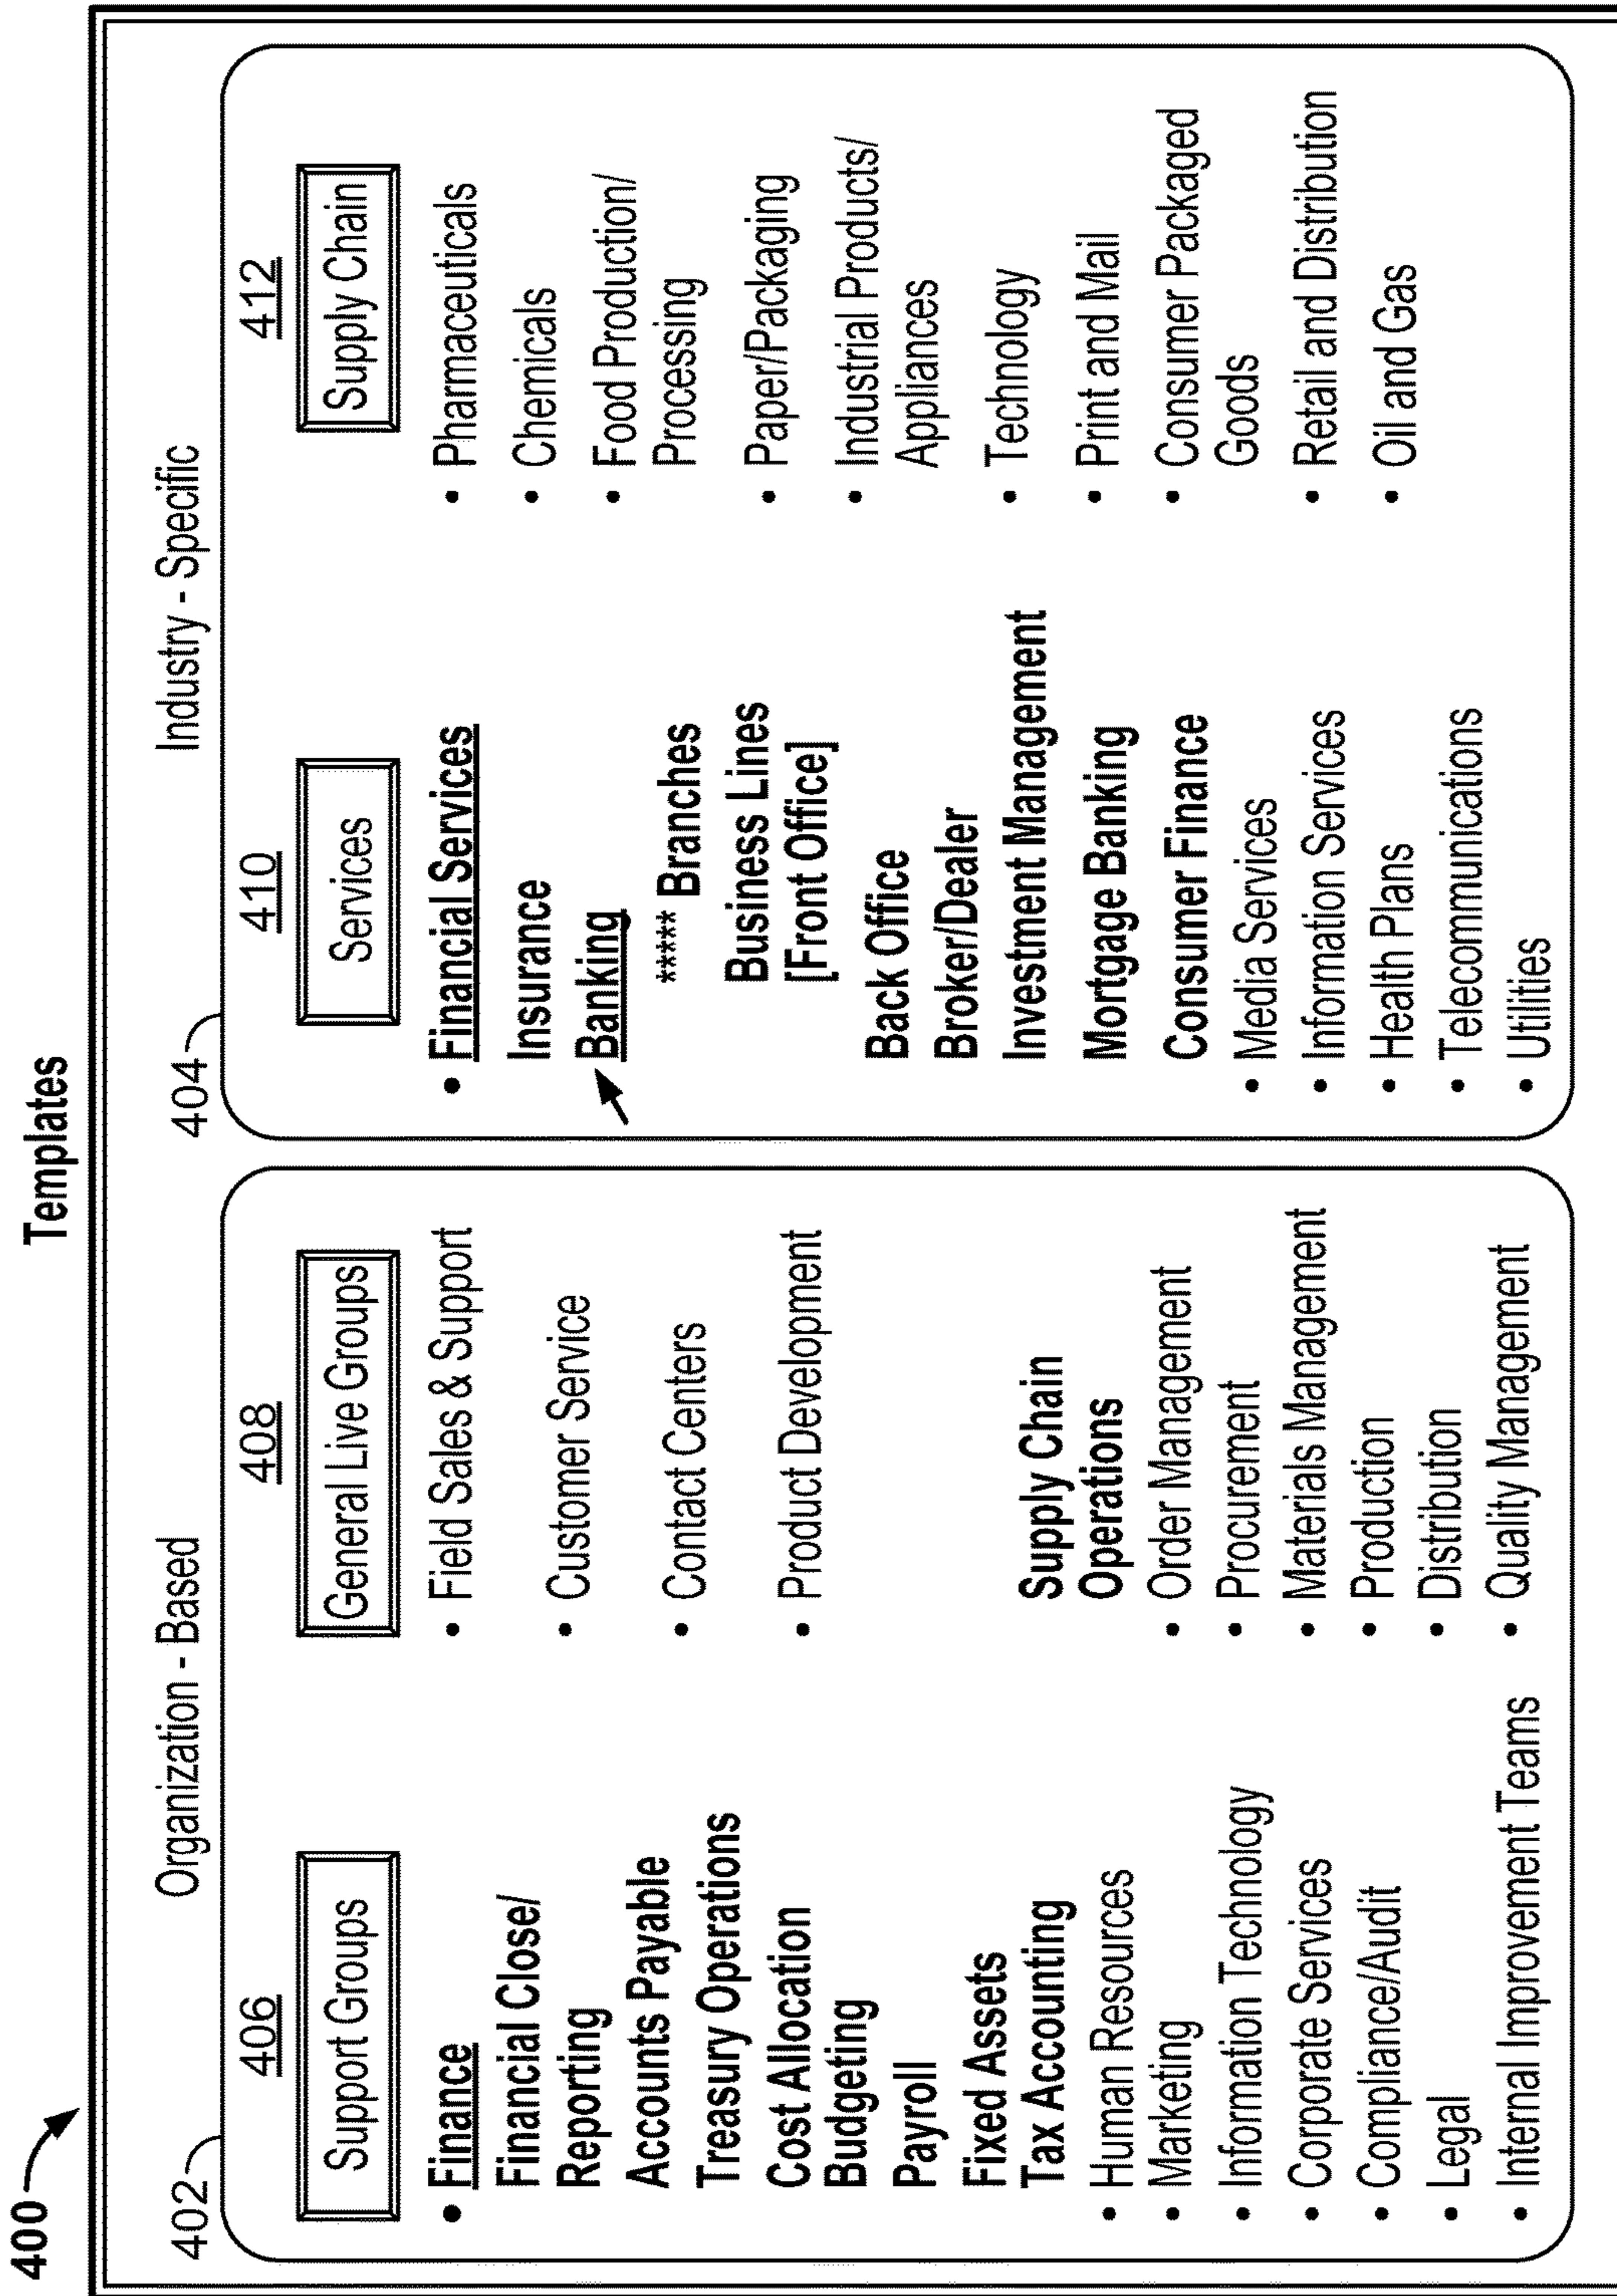 400
Templates
Organization - Based
402
406
Support Groups
• Finance
Financial Close/
Reporting
Accounts Payable
Treasury Operations
Cost Allocation
Budgeting
Payroll
Fixed Assets
Tax Accounting
• Human Resources
• Marketing
• Information Technology
• Corporate Services
• Compliance/Audit
• Legal
• Internal Improvement Teams
408
General Live Groups
• Field Sales & Support
• Customer Service
• Contact Centers
• Product Development
Supply Chain
Operations
• Order Management
• Procurement
• Materials Management
• Production
• Distribution
• Quality Management
Industry - Specific
404
410
Services
• Financial Services
Insurance
Banking
***** Branches
Business Lines
[Front Office]
Back Office
Broker/Dealer
Investment Management
Mortgage Banking
Consumer Finance
• Media Services
• Information Services
• Health Plans
• Telecommunications
• Utilities
412
Supply Chain
• Pharmaceuticals
• Chemicals
• Food Production/
Processing
• Paper/Packaging
• Industrial Products/
Appliances
• Technology
• Print and Mail
• Consumer Packaged
Goods
• Retail and Distribution
• Oil and Gas